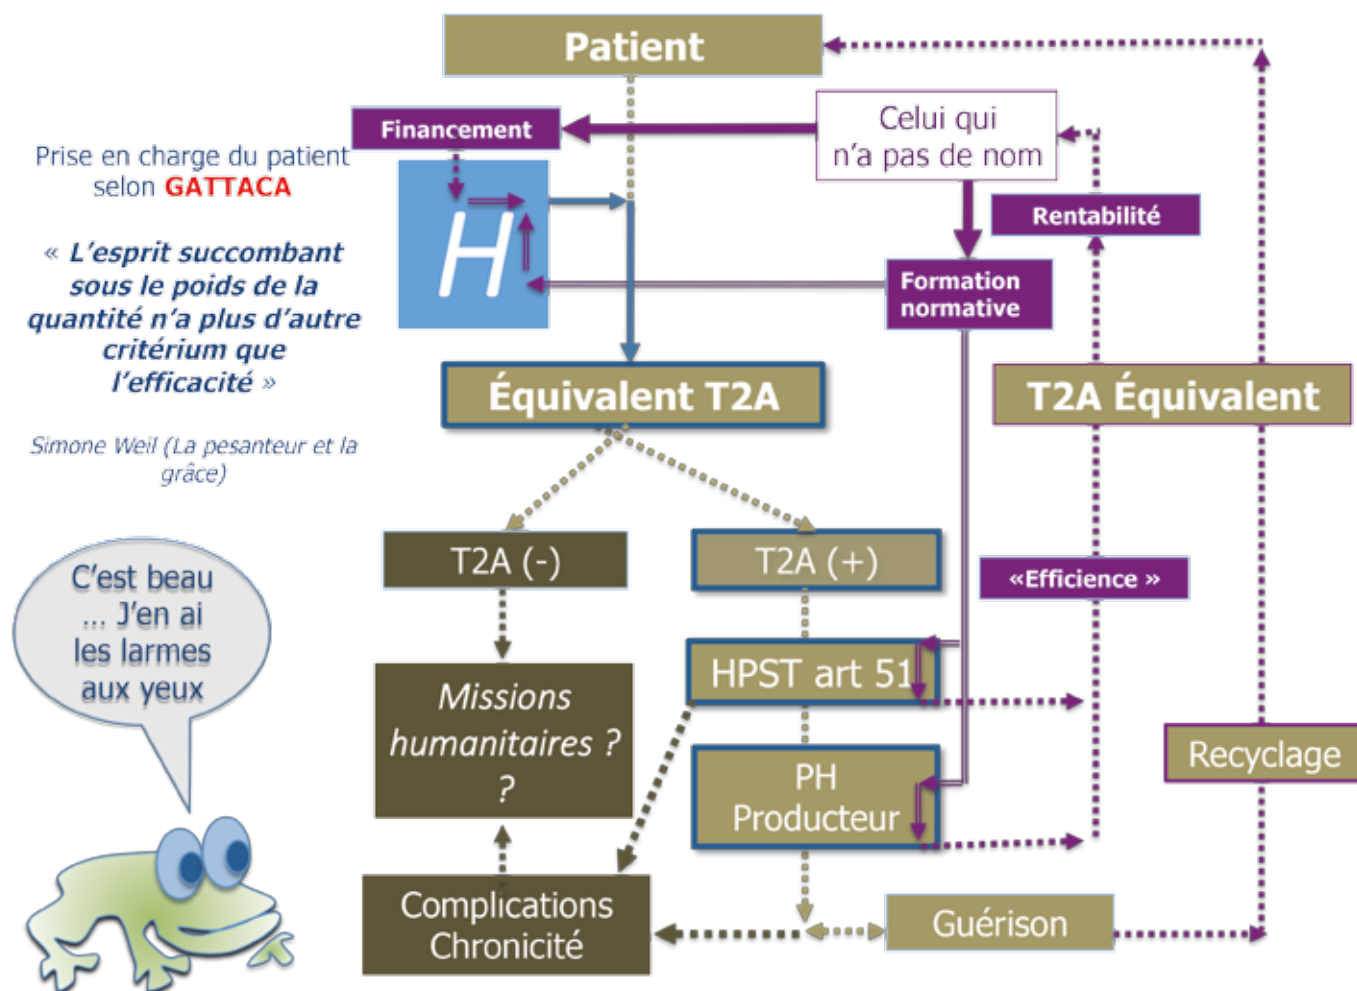 Patient
Financement
Celui qui
n'a pas de nom
Prise en charge du patient
selon GATTACA
H
Rentabilité
« L'esprit succombant
sous le poids de la
quantité n'a plus d'autre
critérium que
l'efficacité »
Formation
normative
Équivalent T2A
T2A Équivalent
Simone Weil (La pesanteur et la
grâce)
T2A (-)
T2A (+)
«Efficience »
C'est beau
... J'en ai
les larmes
aux yeux
HPST art 51
Missions
humanitaires ?
?
PH
Producteur
Recyclage
Complications
Chronicité
Guérison